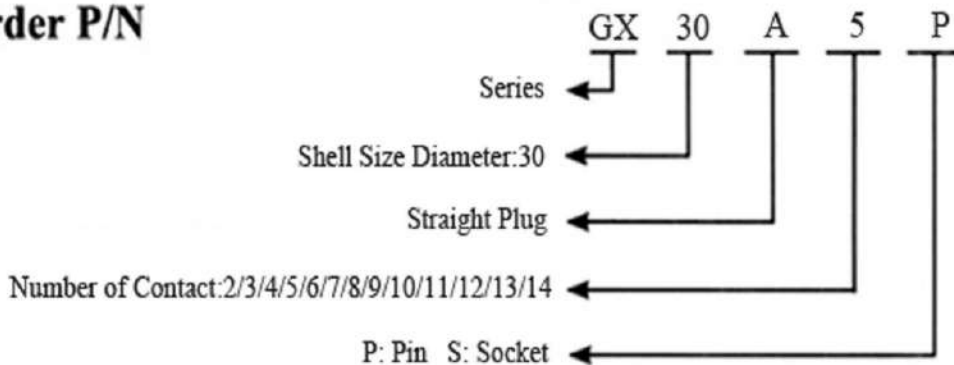 rder P/N
GX 30 A 5 P
Series
Shell Size Diameter:30
Straight Plug
Number of Contact:2/3/4/5/6/7/8/9/10/11/12/13/14
P: Pin S: Socket